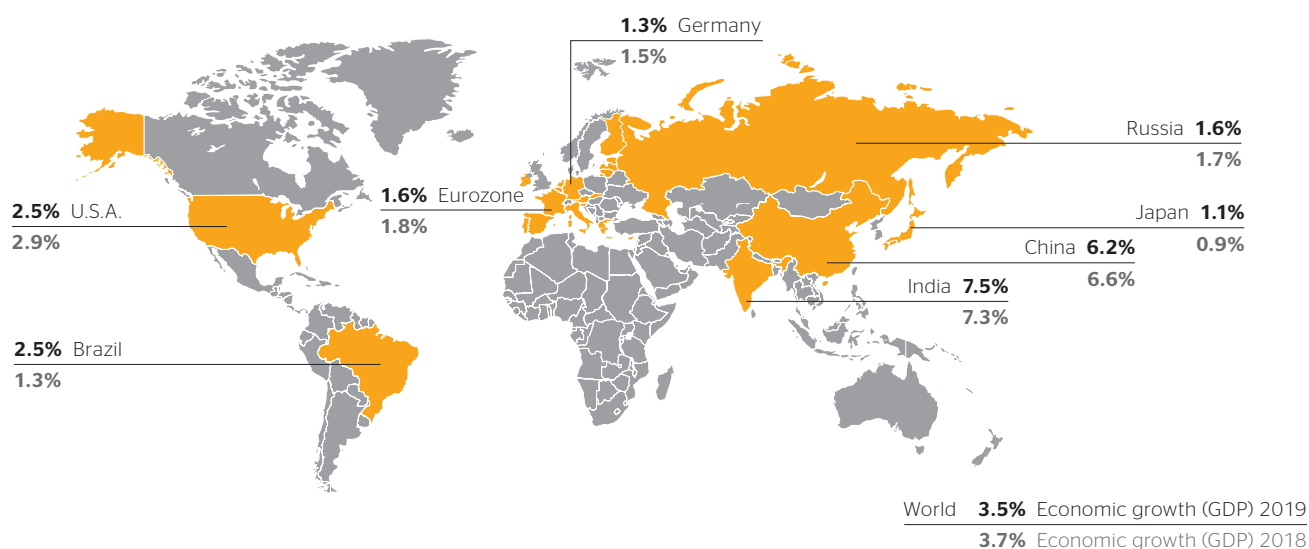 1.3% Germany
1.5%
Russia 1.6%
1.7%
1.6% Eurozone
1.8%
2.5% U.S.A.
2.9%
Japan 1.1%
0.9%
China 6.2%
6.6%
India 7.5%
7.3%
2.5% Brazil
1.3%
World 3.5% Economic growth (GDP) 2019
3.7% Economic growth (GDP) 2018